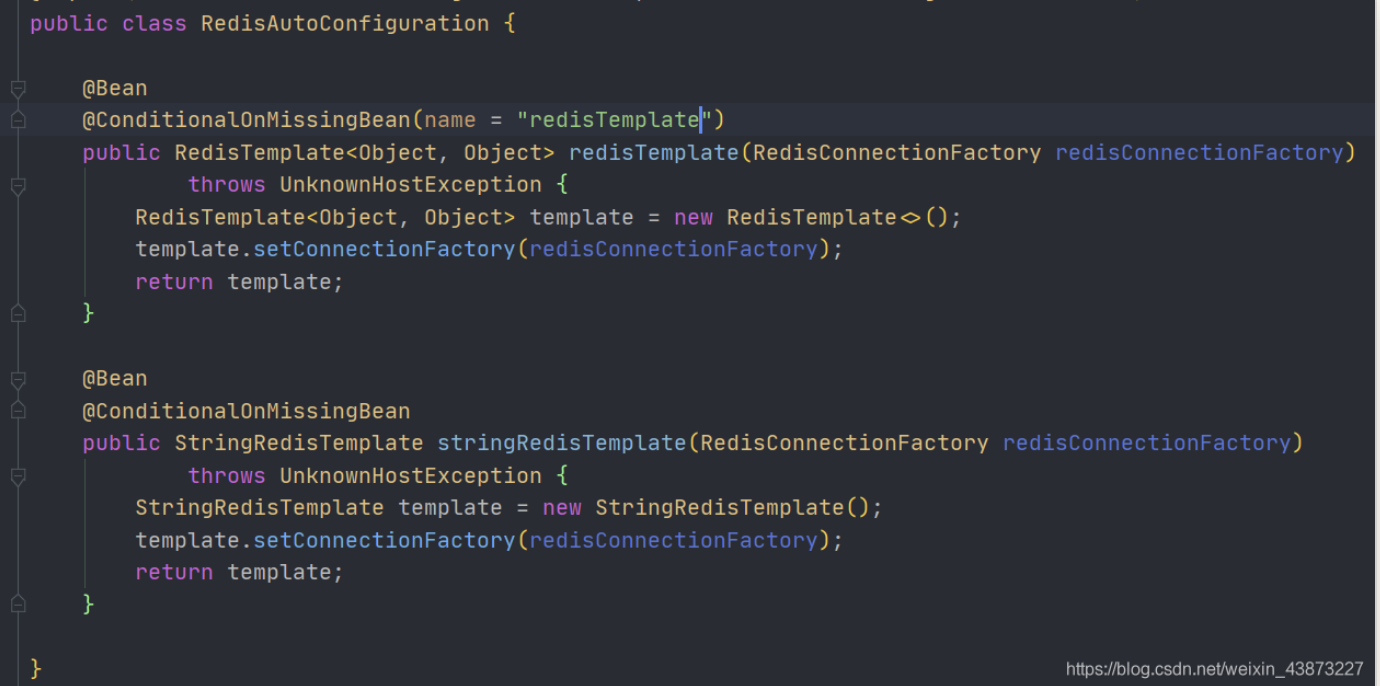 public class RedisAutoConfiguration {
@Bean
@ConditionalOnMissingBean(name = "redisTemplate")
public RedisTemplate<Object, Object> redisTemplate(RedisConnectionFactory redisConnectionFactory)
throws UnknownHostException {
RedisTemplate<Object, Object> template = new RedisTemplate<>();
template.setConnectionFactory(redisConnectionFactory);
return template;
}
@Bean
@ConditionalOnMissingBean
public StringRedisTemplate stringRedisTemplate(RedisConnectionFactory redisConnectionFactory)
throws UnknownHostException {
StringRedisTemplate template = new StringRedisTemplate();
template.setConnectionFactory(redisConnectionFactory);
return template;
}
}
https://blog.csdn.net/weixin_43873227